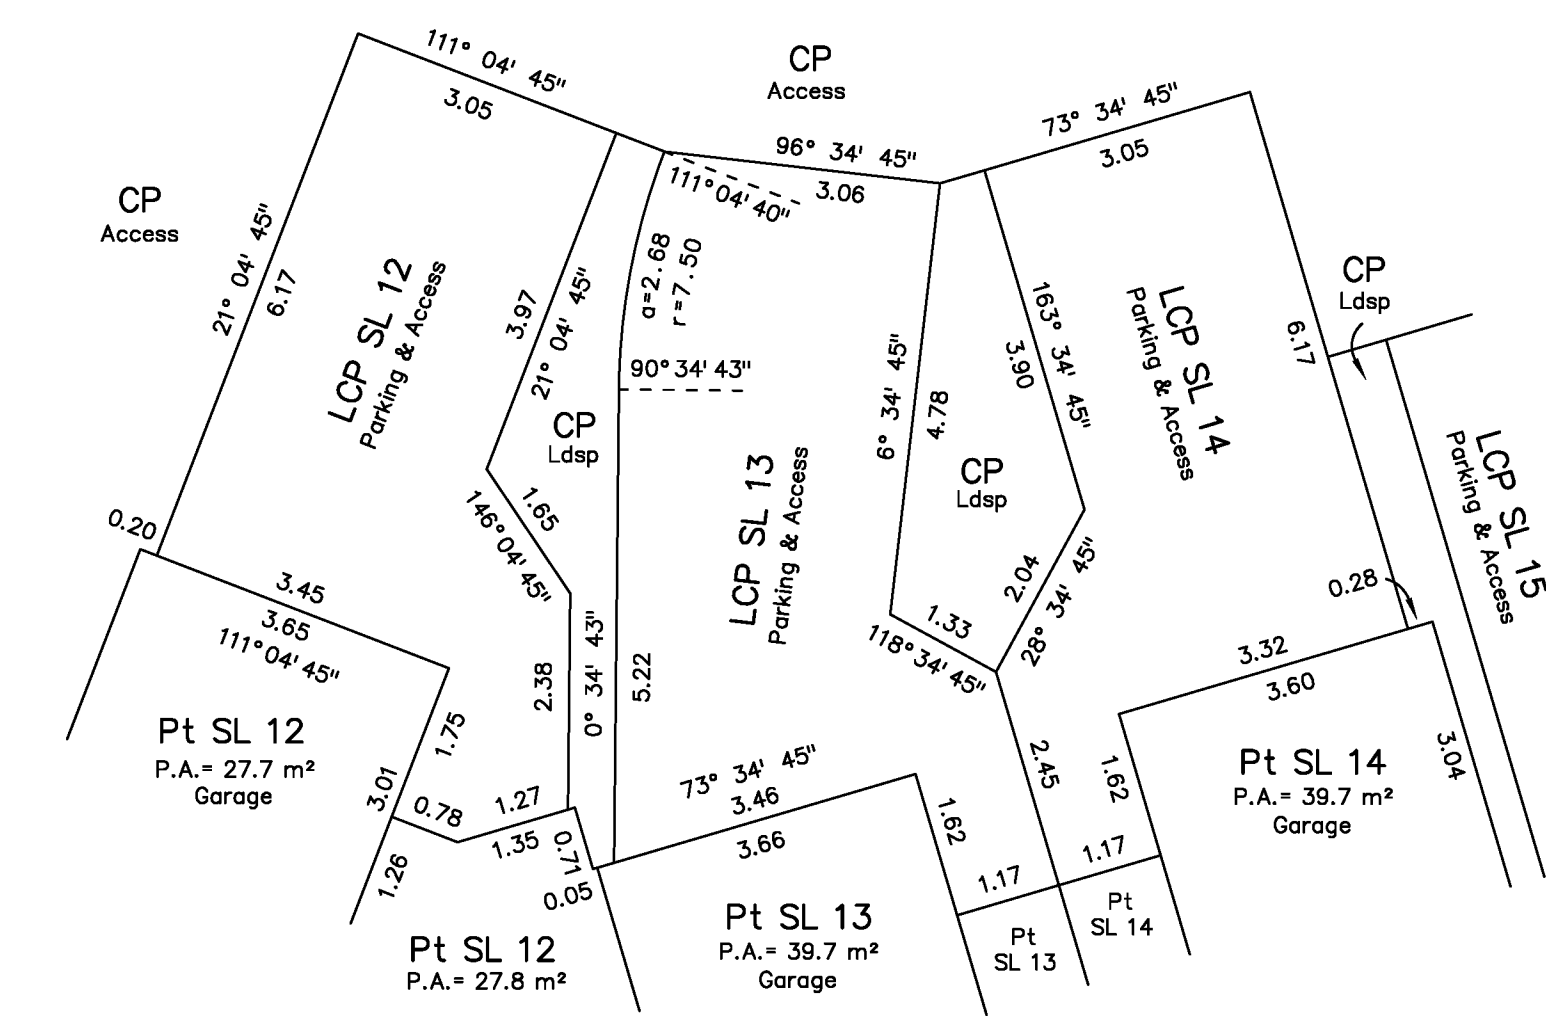 111° 04' 45"
3.05
CP
Access
96° 34' 45"
3.06
111° 04' 40"
73° 34' 45"
3.05
CP
Access
21° 04' 45"
6.17
LCP SL 12
Parking & Access
3.97
21° 04' 45"
a=2.68
r=7.50
90° 34' 43"
CP
Ldsp
6° 34' 45"
4.78
163° 34' 45"
3.90
LCP SL 14
Parking & Access
6.17
CP
Ldsp
LCP SL 13
Parking & Access
CP
Ldsp
LCP SL 15
Parking & Access
0.20
3.45
3.65
111° 04' 45"
1.65
146° 04' 45"
2.38
0° 34' 43"
5.22
1.33
118° 34' 45"
2.04
28° 34' 45"
0.28
3.32
3.60
Pt SL 12
P.A.= 27.7 m²
Garage
1.75
3.01
0.78
1.27
1.35
0.71
0.05
1.26
73° 34' 45"
3.46
3.66
1.62
2.45
1.62
1.17
1.17
Pt SL 14
P.A.= 39.7 m²
Garage
3.04
Pt SL 12
P.A.= 27.8 m²
Pt SL 13
P.A.= 39.7 m²
Garage
Pt
SL 13
Pt
SL 14